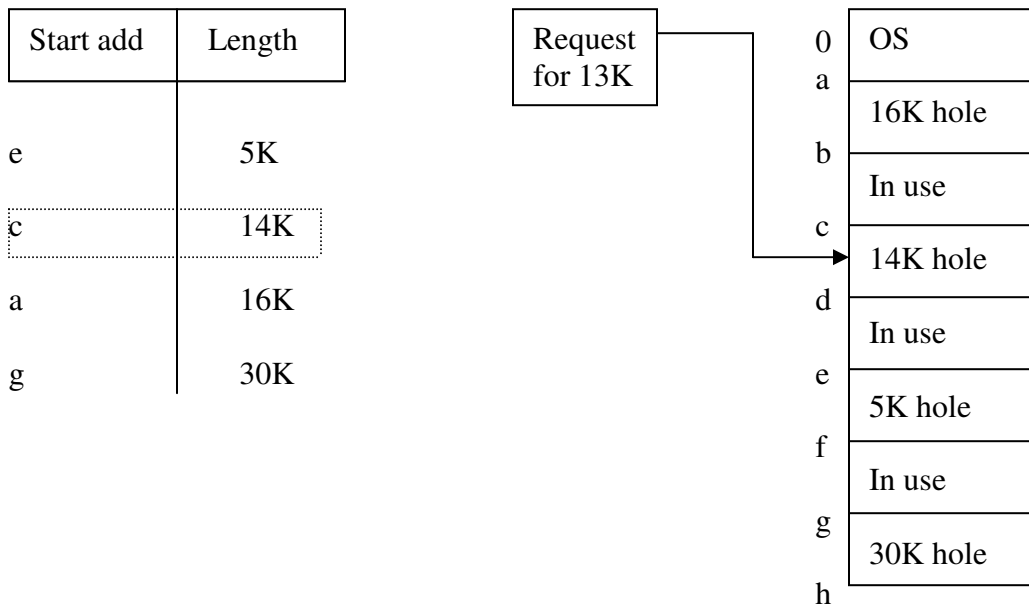 Start add Length
e 5K
c 14K
a 16K
g 30K
Request
for 13K
0 OS
a
16K hole
b
In use
c
14K hole
d
In use
e
5K hole
f
In use
g
30K hole
h